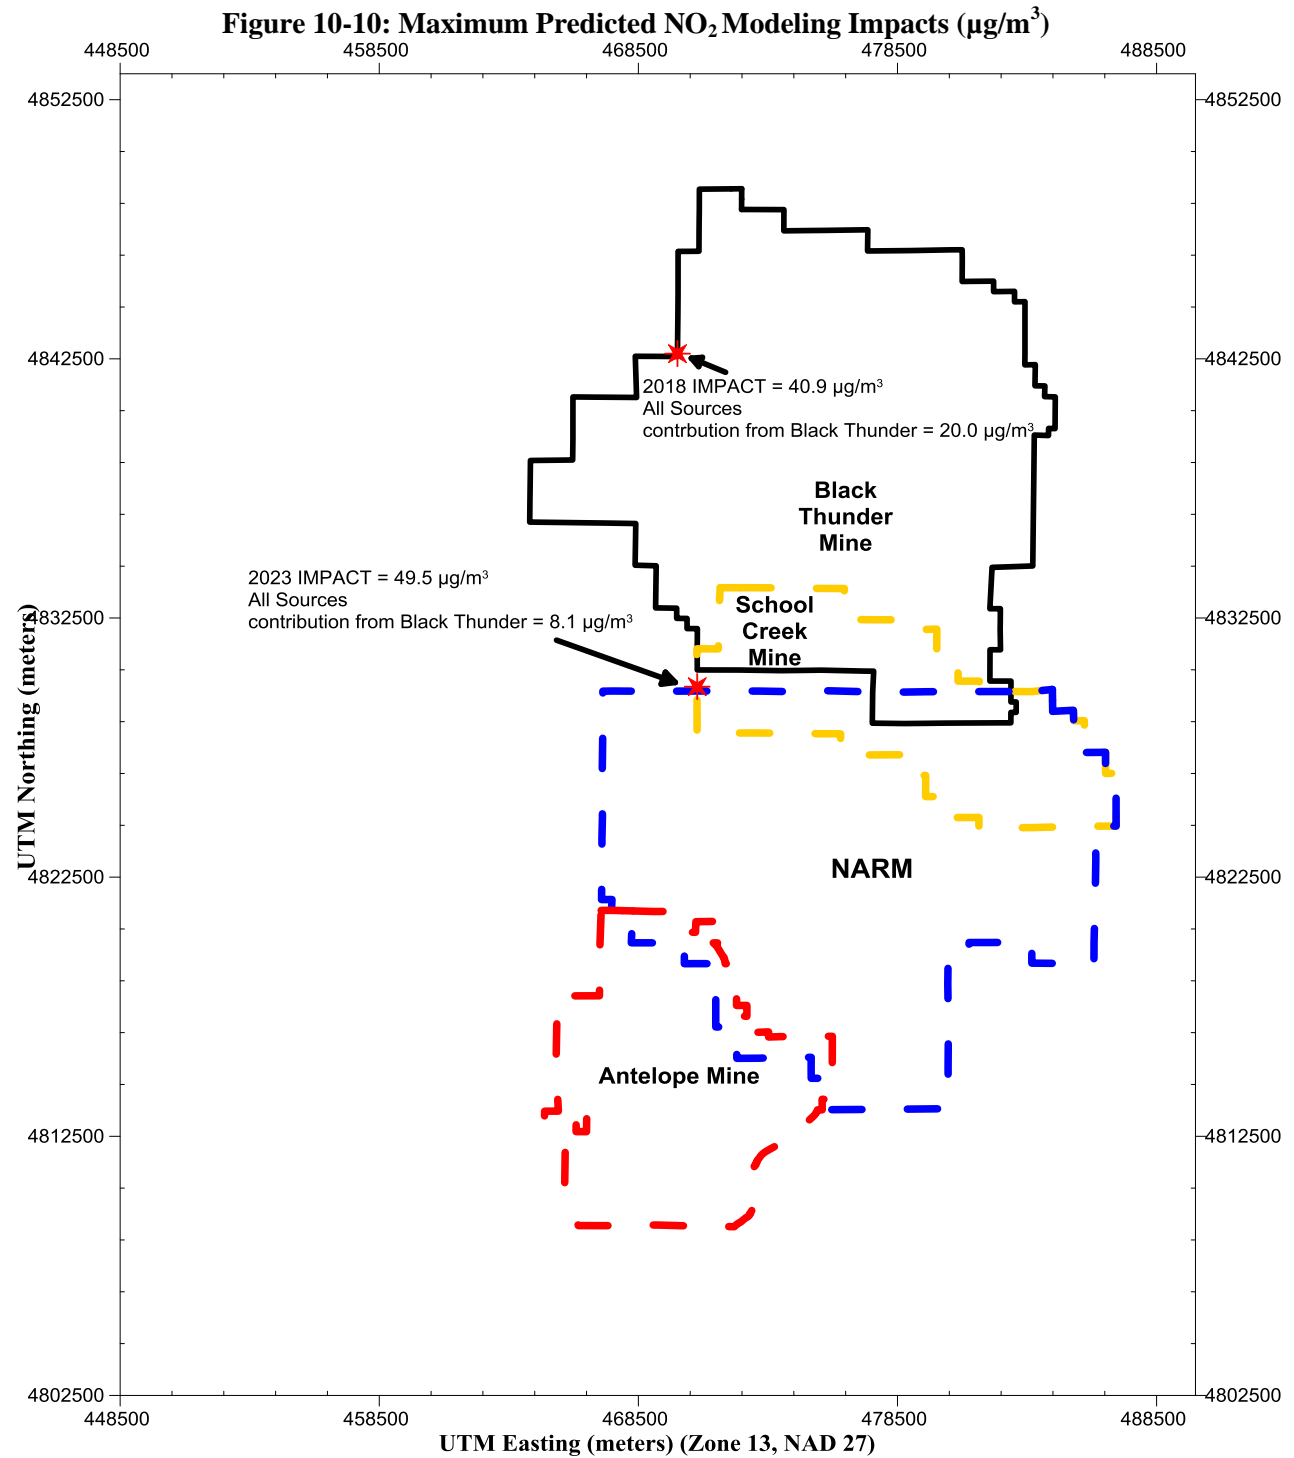 Figure 10-10: Maximum Predicted NO₂ Modeling Impacts (µg/m³)
448500 458500 468500 478500 488500
4852500 4852500
4842500 4842500
2018 IMPACT = 40.9 µg/m³
All Sources
contrbution from Black Thunder = 20.0 µg/m³
Black
Thunder
Mine
2023 IMPACT = 49.5 µg/m³
All Sources
contribution from Black Thunder = 8.1 µg/m³
School
Creek
Mine
4832500 4832500
UTM Northing (meters)
NARM
4822500 4822500
Antelope Mine
4812500 4812500
4802500 4802500
448500 458500 468500 478500 488500
UTM Easting (meters) (Zone 13, NAD 27)